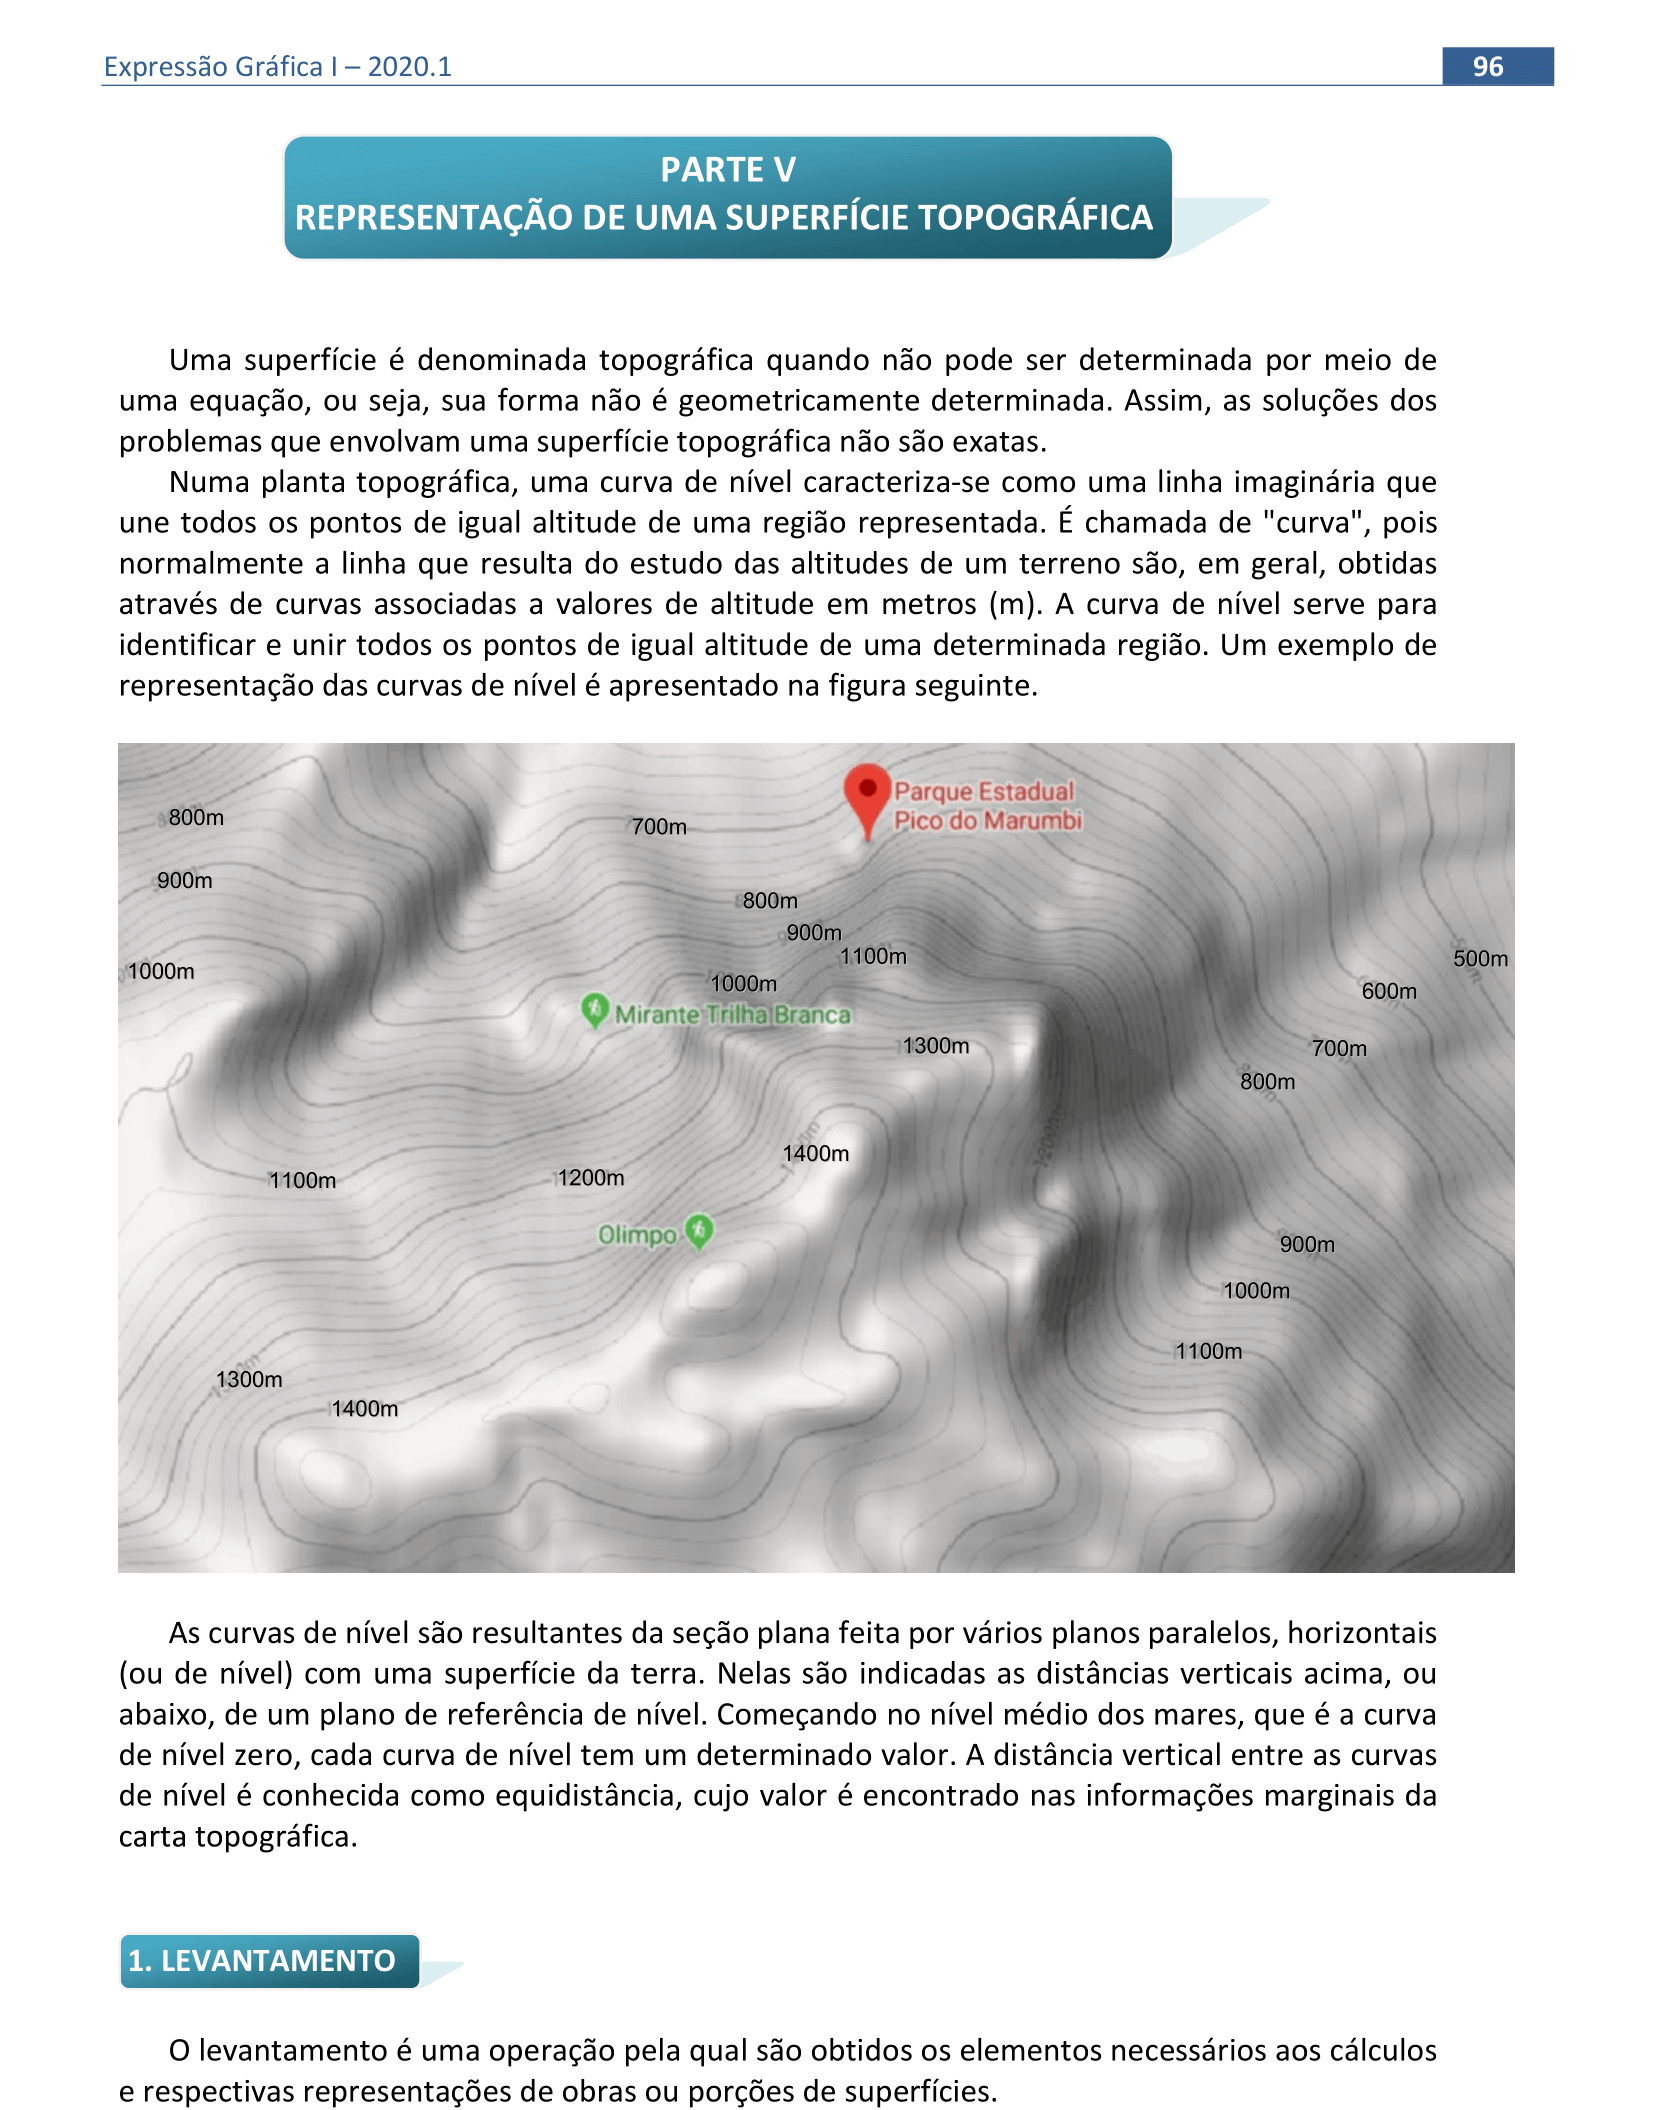 Expressão Gráfica I – 2020.1
96
PARTE V
REPRESENTAÇÃO DE UMA SUPERFÍCIE TOPOGRÁFICA
Uma superfície é denominada topográfica quando não pode ser determinada por meio de
uma equação, ou seja, sua forma não é geometricamente determinada. Assim, as soluções dos
problemas que envolvam uma superfície topográfica não são exatas.
Numa planta topográfica, uma curva de nível caracteriza-se como uma linha imaginária que
une todos os pontos de igual altitude de uma região representada. É chamada de "curva", pois
normalmente a linha que resulta do estudo das altitudes de um terreno são, em geral, obtidas
através de curvas associadas a valores de altitude em metros (m). A curva de nível serve para
identificar e unir todos os pontos de igual altitude de uma determinada região. Um exemplo de
representação das curvas de nível é apresentado na figura seguinte.
Parque Estadual
Pico do Marumbi
800m
700m
900m
800m
900m
1100m
500m
1000m
1000m
600m
Mirante Trilha Branca
1300m
700m
800m
1400m
1100m
1200m
Olimpo
900m
1000m
1100m
1300m
1400m
As curvas de nível são resultantes da seção plana feita por vários planos paralelos, horizontais
(ou de nível) com uma superfície da terra. Nelas são indicadas as distâncias verticais acima, ou
abaixo, de um plano de referência de nível. Começando no nível médio dos mares, que é a curva
de nível zero, cada curva de nível tem um determinado valor. A distância vertical entre as curvas
de nível é conhecida como equidistância, cujo valor é encontrado nas informações marginais da
carta topográfica.
1. LEVANTAMENTO
O levantamento é uma operação pela qual são obtidos os elementos necessários aos cálculos
e respectivas representações de obras ou porções de superfícies.